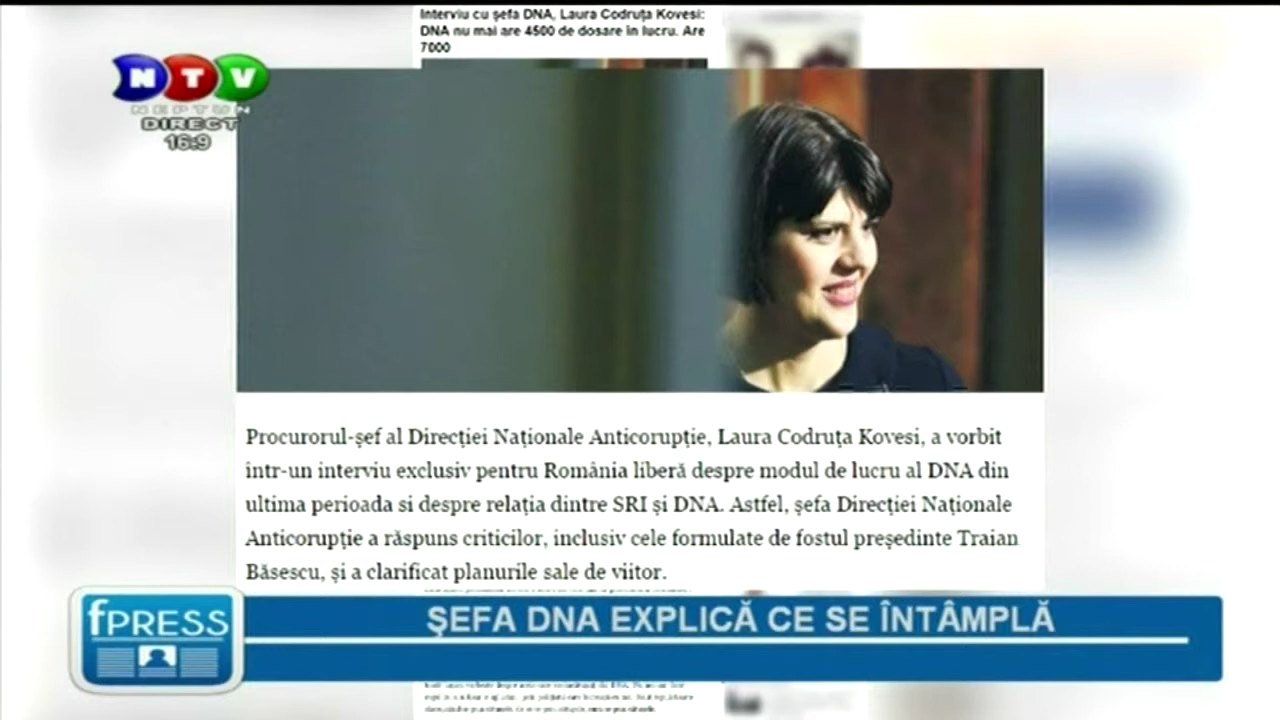 Interviu cu șefa DNA, Laura Codruța Kovesi:
DNA nu mai are 4500 de dosare în lucru. Are
7000
NTV
NEPTUN
DIRECT
16:9
Procurorul-șef al Direcției Naționale Anticorupție, Laura Codruța Kovesi, a vorbit
intr-un interviu exclusiv pentru România liberă despre modul de lucru al DNA din
ultima perioada si despre relația dintre SRI și DNA. Astfel, șefa Direcției Naționale
Anticorupție a răspuns criticilor, inclusiv cele formulate de fostul președinte Traian
Băsescu, și a clarificat planurile sale de viitor.
fPRESS
ŞEFA DNA EXPLICĂ CE SE ÎNTÂMPLĂ